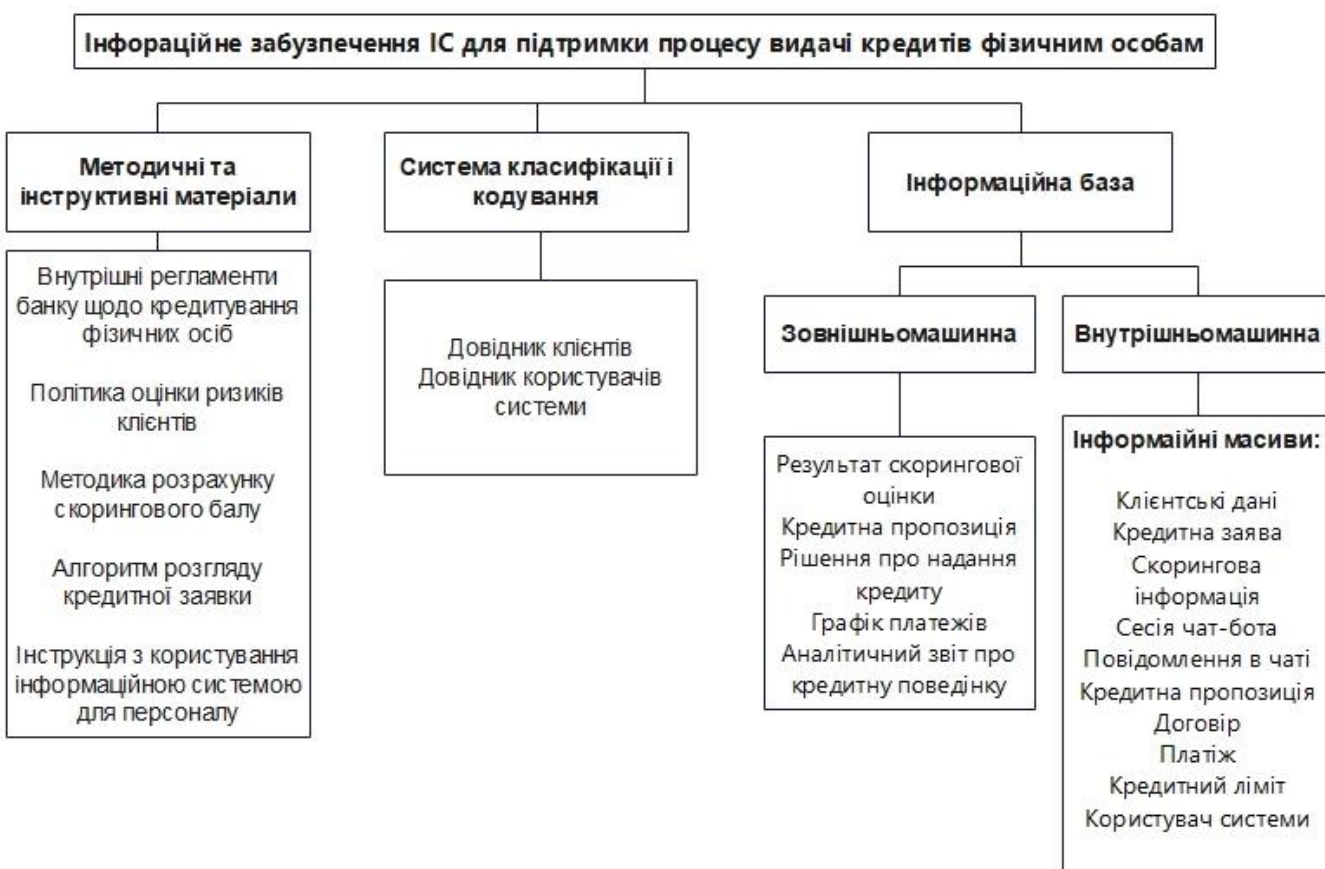 Інфораційне забузпечення ІС для підтримки процесу видачі кредитів фізичним особам
Методичні та
інструктивні матеріали
Внутрішні регламенти
банку щодо кредитування
фізичних осіб
Політика оцінки ризиків
клієнтів
Методика розрахунку
скорингового балу
Алгоритм розгляду
кредитної заявки
Інструкція з користування
інформаційною системою
для персоналу
Система класифікації і
кодування
Довідник клієнтів
Довідник користувачів
системи
Інформаційна база
Зовнішньомашинна
Результат скорингової
оцінки
Кредитна пропозиція
Рішення про надання
кредиту
Графік платежів
Аналітичний звіт про
кредитну поведінку
Внутрішньомашинна
Інформаійні масиви:
Клієнтські дані
Кредитна заява
Скорингова
інформація
Сесія чат-бота
Повідомлення в чаті
Кредитна пропозиція
Договір
Платіж
Кредитний ліміт
Користувач системи